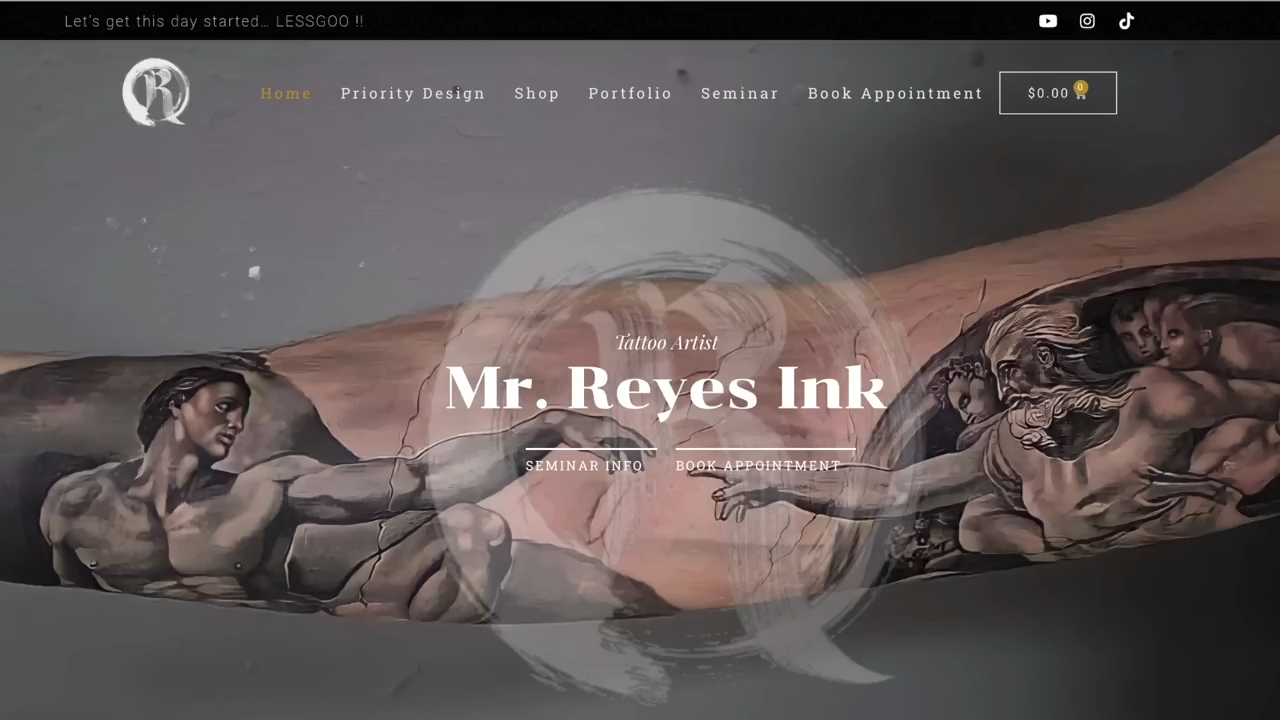 Let's get this day started... LESSGOO !!
R
Home Priority Design Shop Portfolio Seminar Book Appointment $0.00 0
Tattoo Artist
Mr. Reyes Ink
SEMINAR INFO BOOK APPOINTMENT